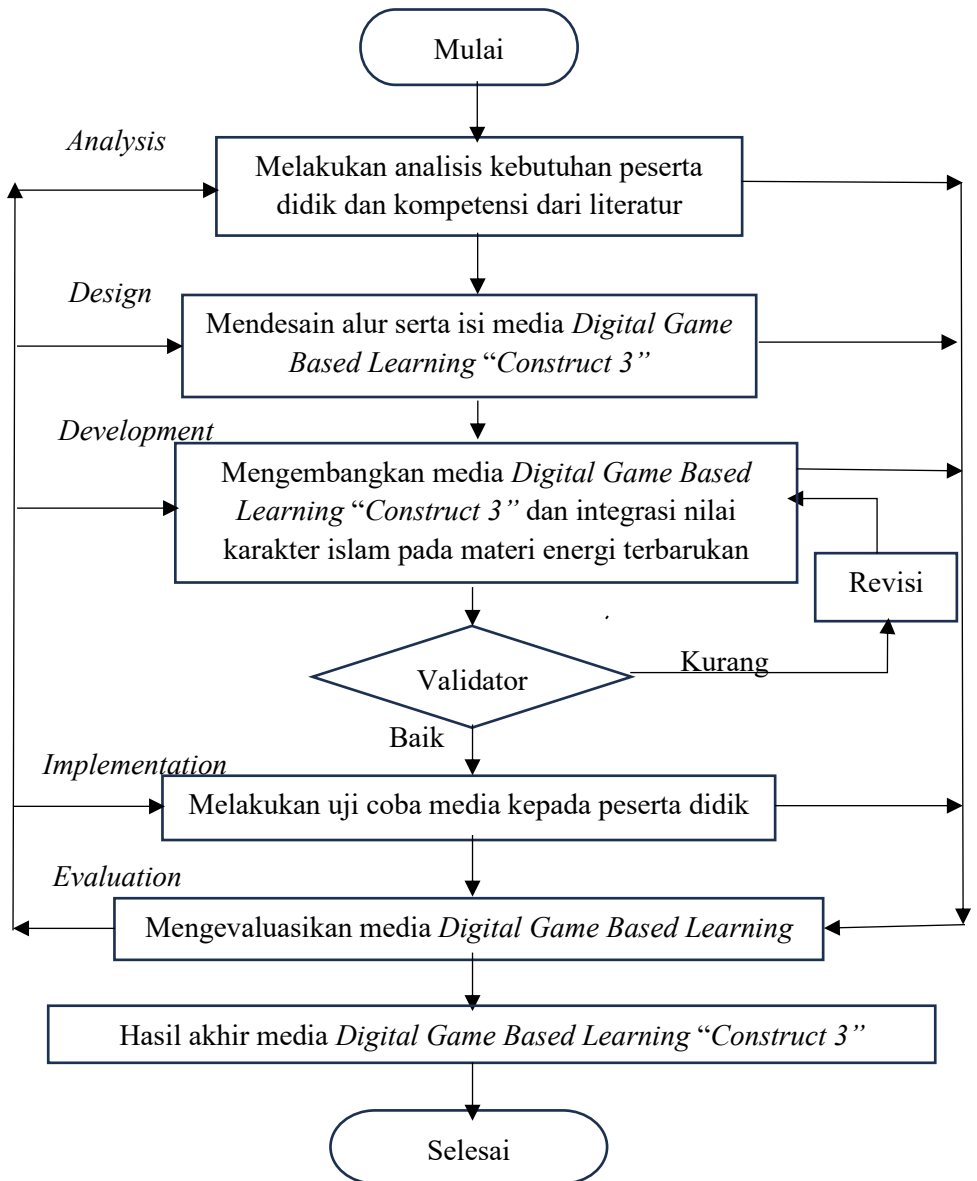 Mulai
Analysis
Melakukan analisis kebutuhan peserta
didik dan kompetensi dari literatur
Design
Mendesain alur serta isi media Digital Game
Based Learning “Construct 3”
Development
Mengembangkan media Digital Game Based
Learning “Construct 3” dan integrasi nilai
karakter islam pada materi energi terbarukan
Revisi
Validator
Kurang
Baik
Implementation
Melakukan uji coba media kepada peserta didik
Evaluation
Mengevaluasikan media Digital Game Based Learning
Hasil akhir media Digital Game Based Learning “Construct 3”
Selesai